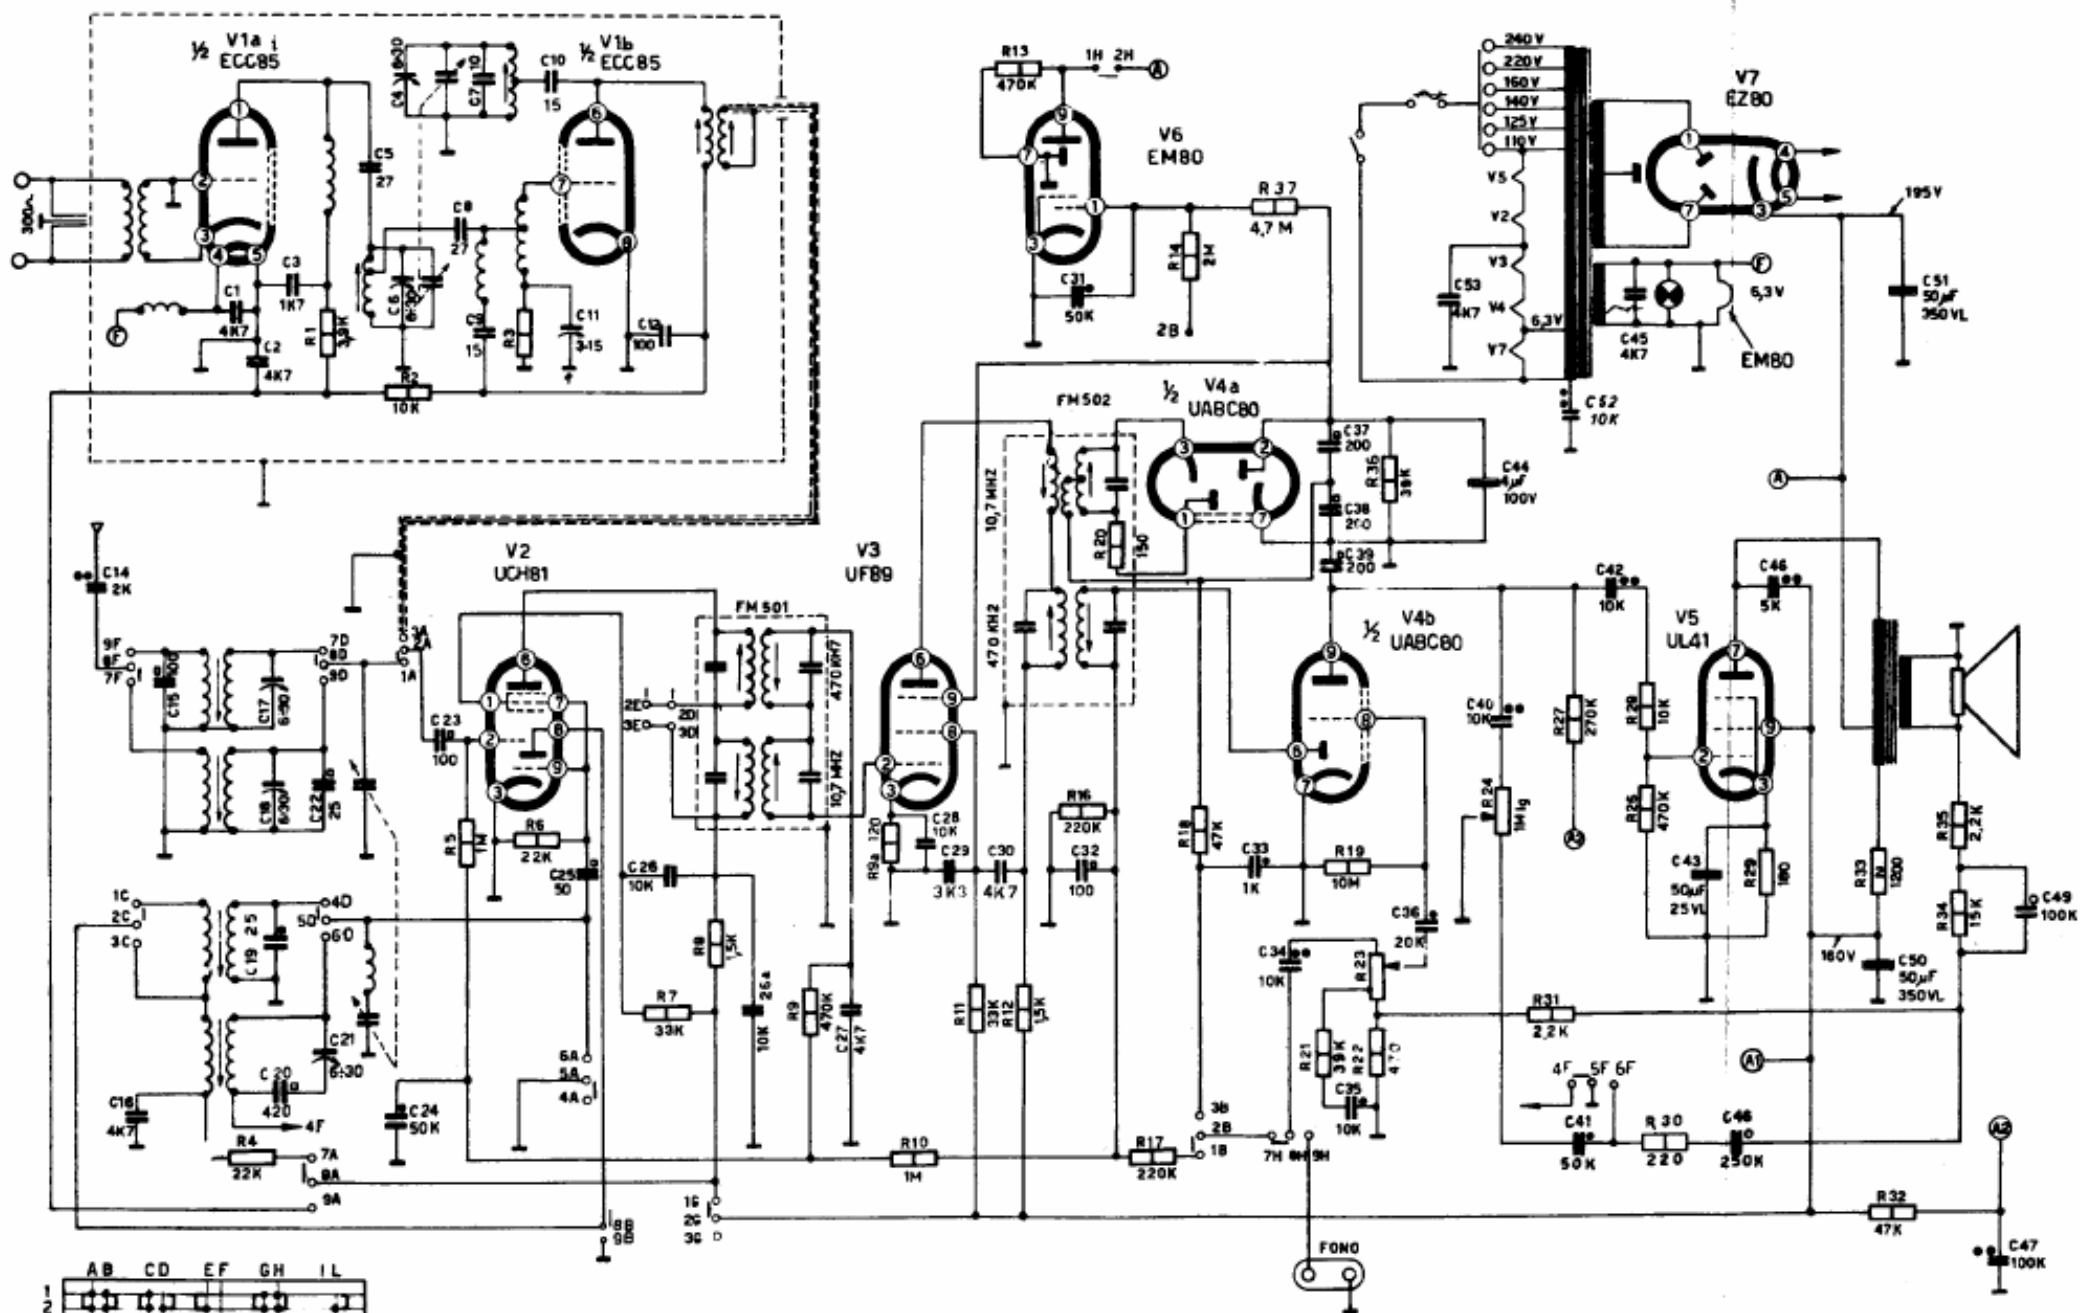 V1a
½ ECC85
C4 6-30
C7 10
C10
15
V1b
½ ECC85
R13
470K
1H 2H
A
240V
220V
160V
140V
125V
110V
V7
EZ80
V6
EM80
C5
27
300Ω
C8
27
R37
4,7 M
R14
2M
V5
V2
V3
V4
V7
6,3V
195V
C3
1K7
C1
4K7
C2
4K7
R1
F
C6
6-30
15
R3
C11
3-15
C12
100
C31
50K
2B
C53
4K7
C45
4K7
F
6,3V
EM80
C51
50µF
350VL
10K
C52
10K
FM502
V4a
½ UABC80
10,7 MHZ
R20
150
C37
200
C38
200
C39
200
R36
39K
C44
100V
A
V2
UCH81
V3
UF89
C14
2K
FM501
470 KHZ
C42
10K
V5
UL41
C46
5K
V4b
½ UABC80
9F
8F
7F
C15
100
C17
6-30
7D
8D
9D
2A
1A
C23
100
2E
3E
2D
3D
10,7 MHZ
C18
6-30
C22
25
R5
1M
R6
22K
C25
50
C26
10K
R9a 120
C28
10K
C29
3K3
C30
4K7
R16
220K
C32
100
R18
47K
C33
1K
R19
10M
C40
10K
R24
R27
270K
A2
R28
10K
R26
470K
C43
50µF
25VL
R29
180
R33
1200
R35
2,2K
R34
15K
C49
100K
1C
2C
3C
C19 25
4D
5D
6D
R8
R7
33K
26a
10K
R9
470K
C27
4K7
R11
33K
R12
1,5K
C34
10K
R23
C36
20K
R31
2,2K
160V
C50
50µF
350VL
C21
6-30
C20
420
C16
4K7
4F
C24
50K
6A
5A
4A
R21
39K
R22
C35
10K
4F 5F 6F
A1
C41
50K
R30
220
C46
250K
A2
R4
22K
7A
8A
9A
R10
1M
R17
220K
3B
2B
1B
7H 8H 9H
1G
2G
3G
8B
9B
R32
47K
C47
100K
FONO
AB CD EF GH IL
1
2